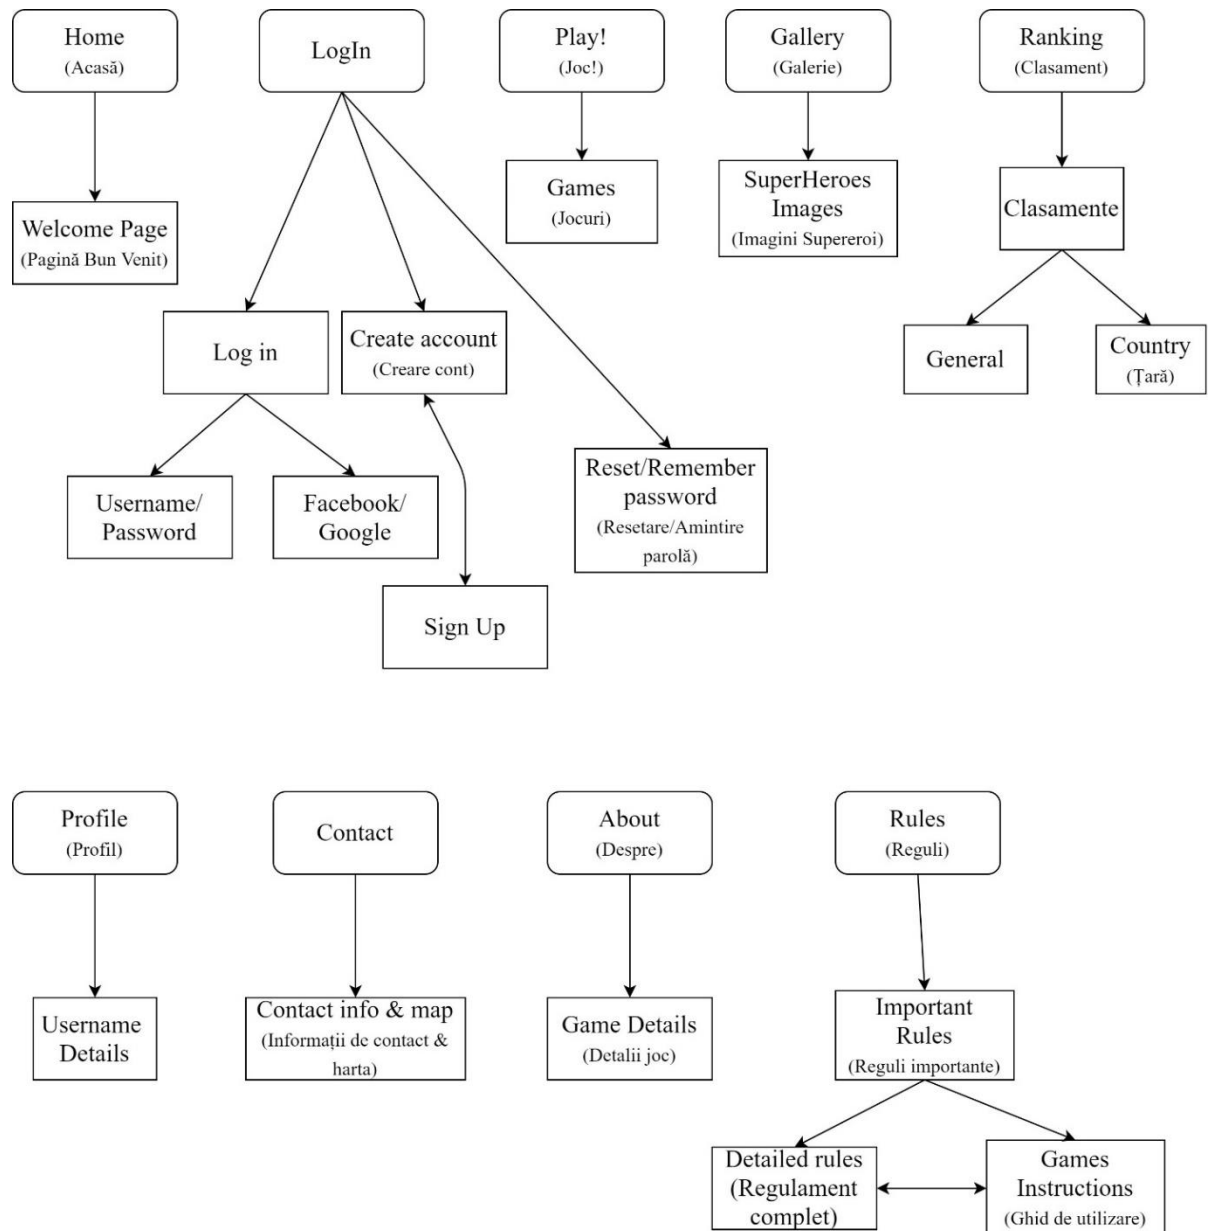 Home
(Acasă)
LogIn
Play!
(Joc!)
Gallery
(Galerie)
Ranking
(Clasament)
Welcome Page
(Pagină Bun Venit)
Games
(Jocuri)
SuperHeroes
Images
(Imagini Supereroi)
Clasamente
Log in
Create account
(Creare cont)
General
Country
(Țară)
Username/
Password
Facebook/
Google
Reset/Remember
password
(Resetare/Amintire
parolă)
Sign Up
Profile
(Profil)
Contact
About
(Despre)
Rules
(Reguli)
Username
Details
Contact info & map
(Informații de contact &
harta)
Game Details
(Detalii joc)
Important
Rules
(Reguli importante)
Detailed rules
(Regulament
complet)
Games
Instructions
(Ghid de utilizare)